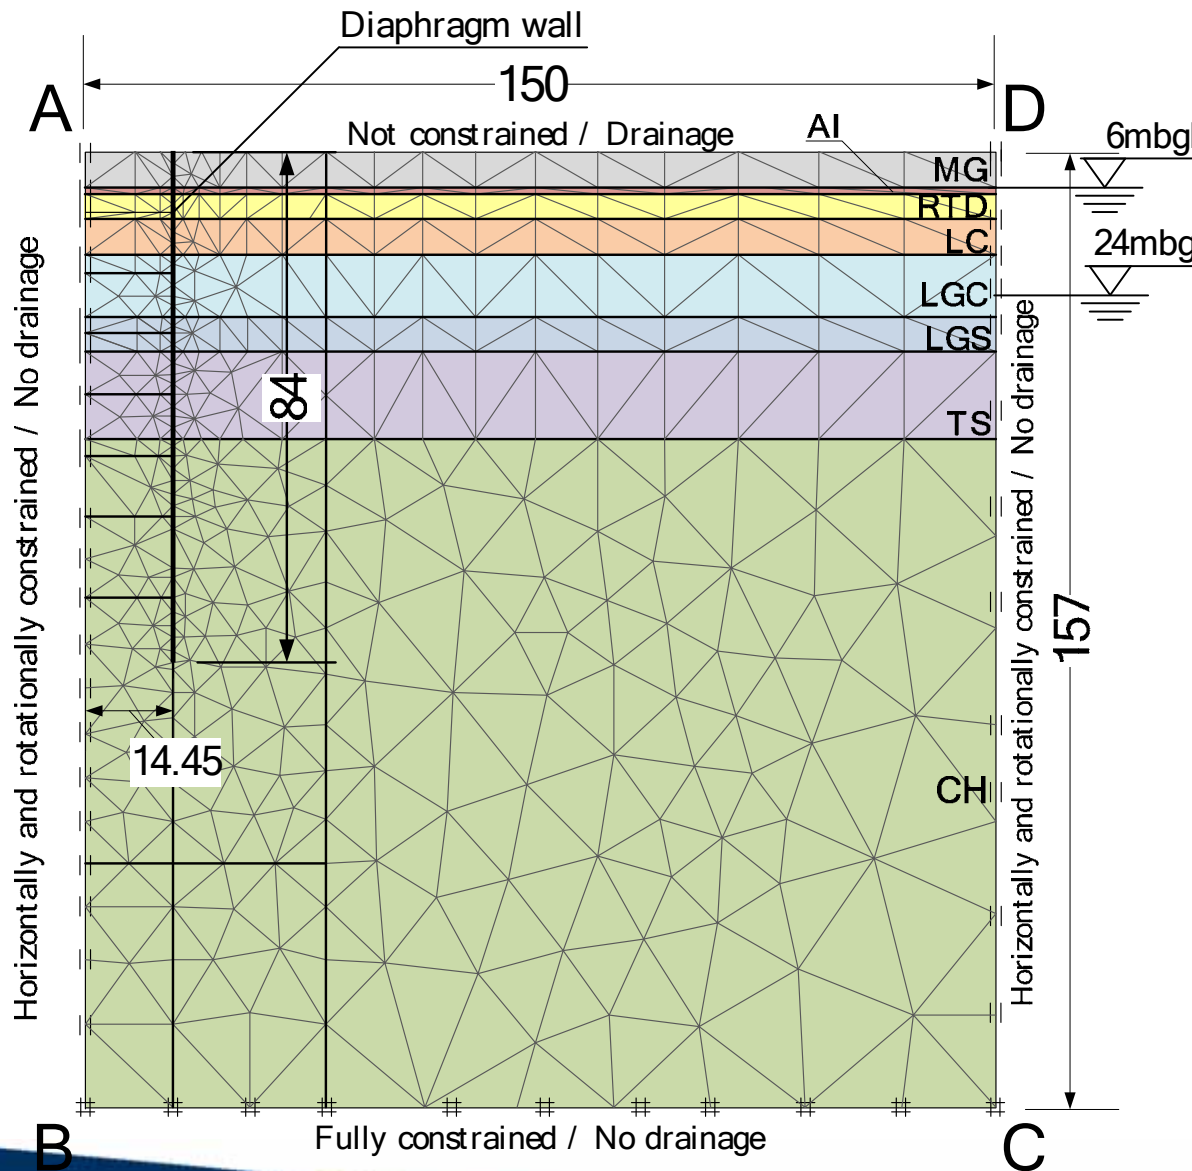 Diaphragm wall
150
A
D
Not constrained / Drainage
AI
6mbgl
MG
RTD
LC
24mbg
LGC
LGS
84
TS
Horizontally and rotationally constrained / No drainage
Horizontally and rotationally constrained / No drainage
157
14.45
CH
B
Fully constrained / No drainage
C